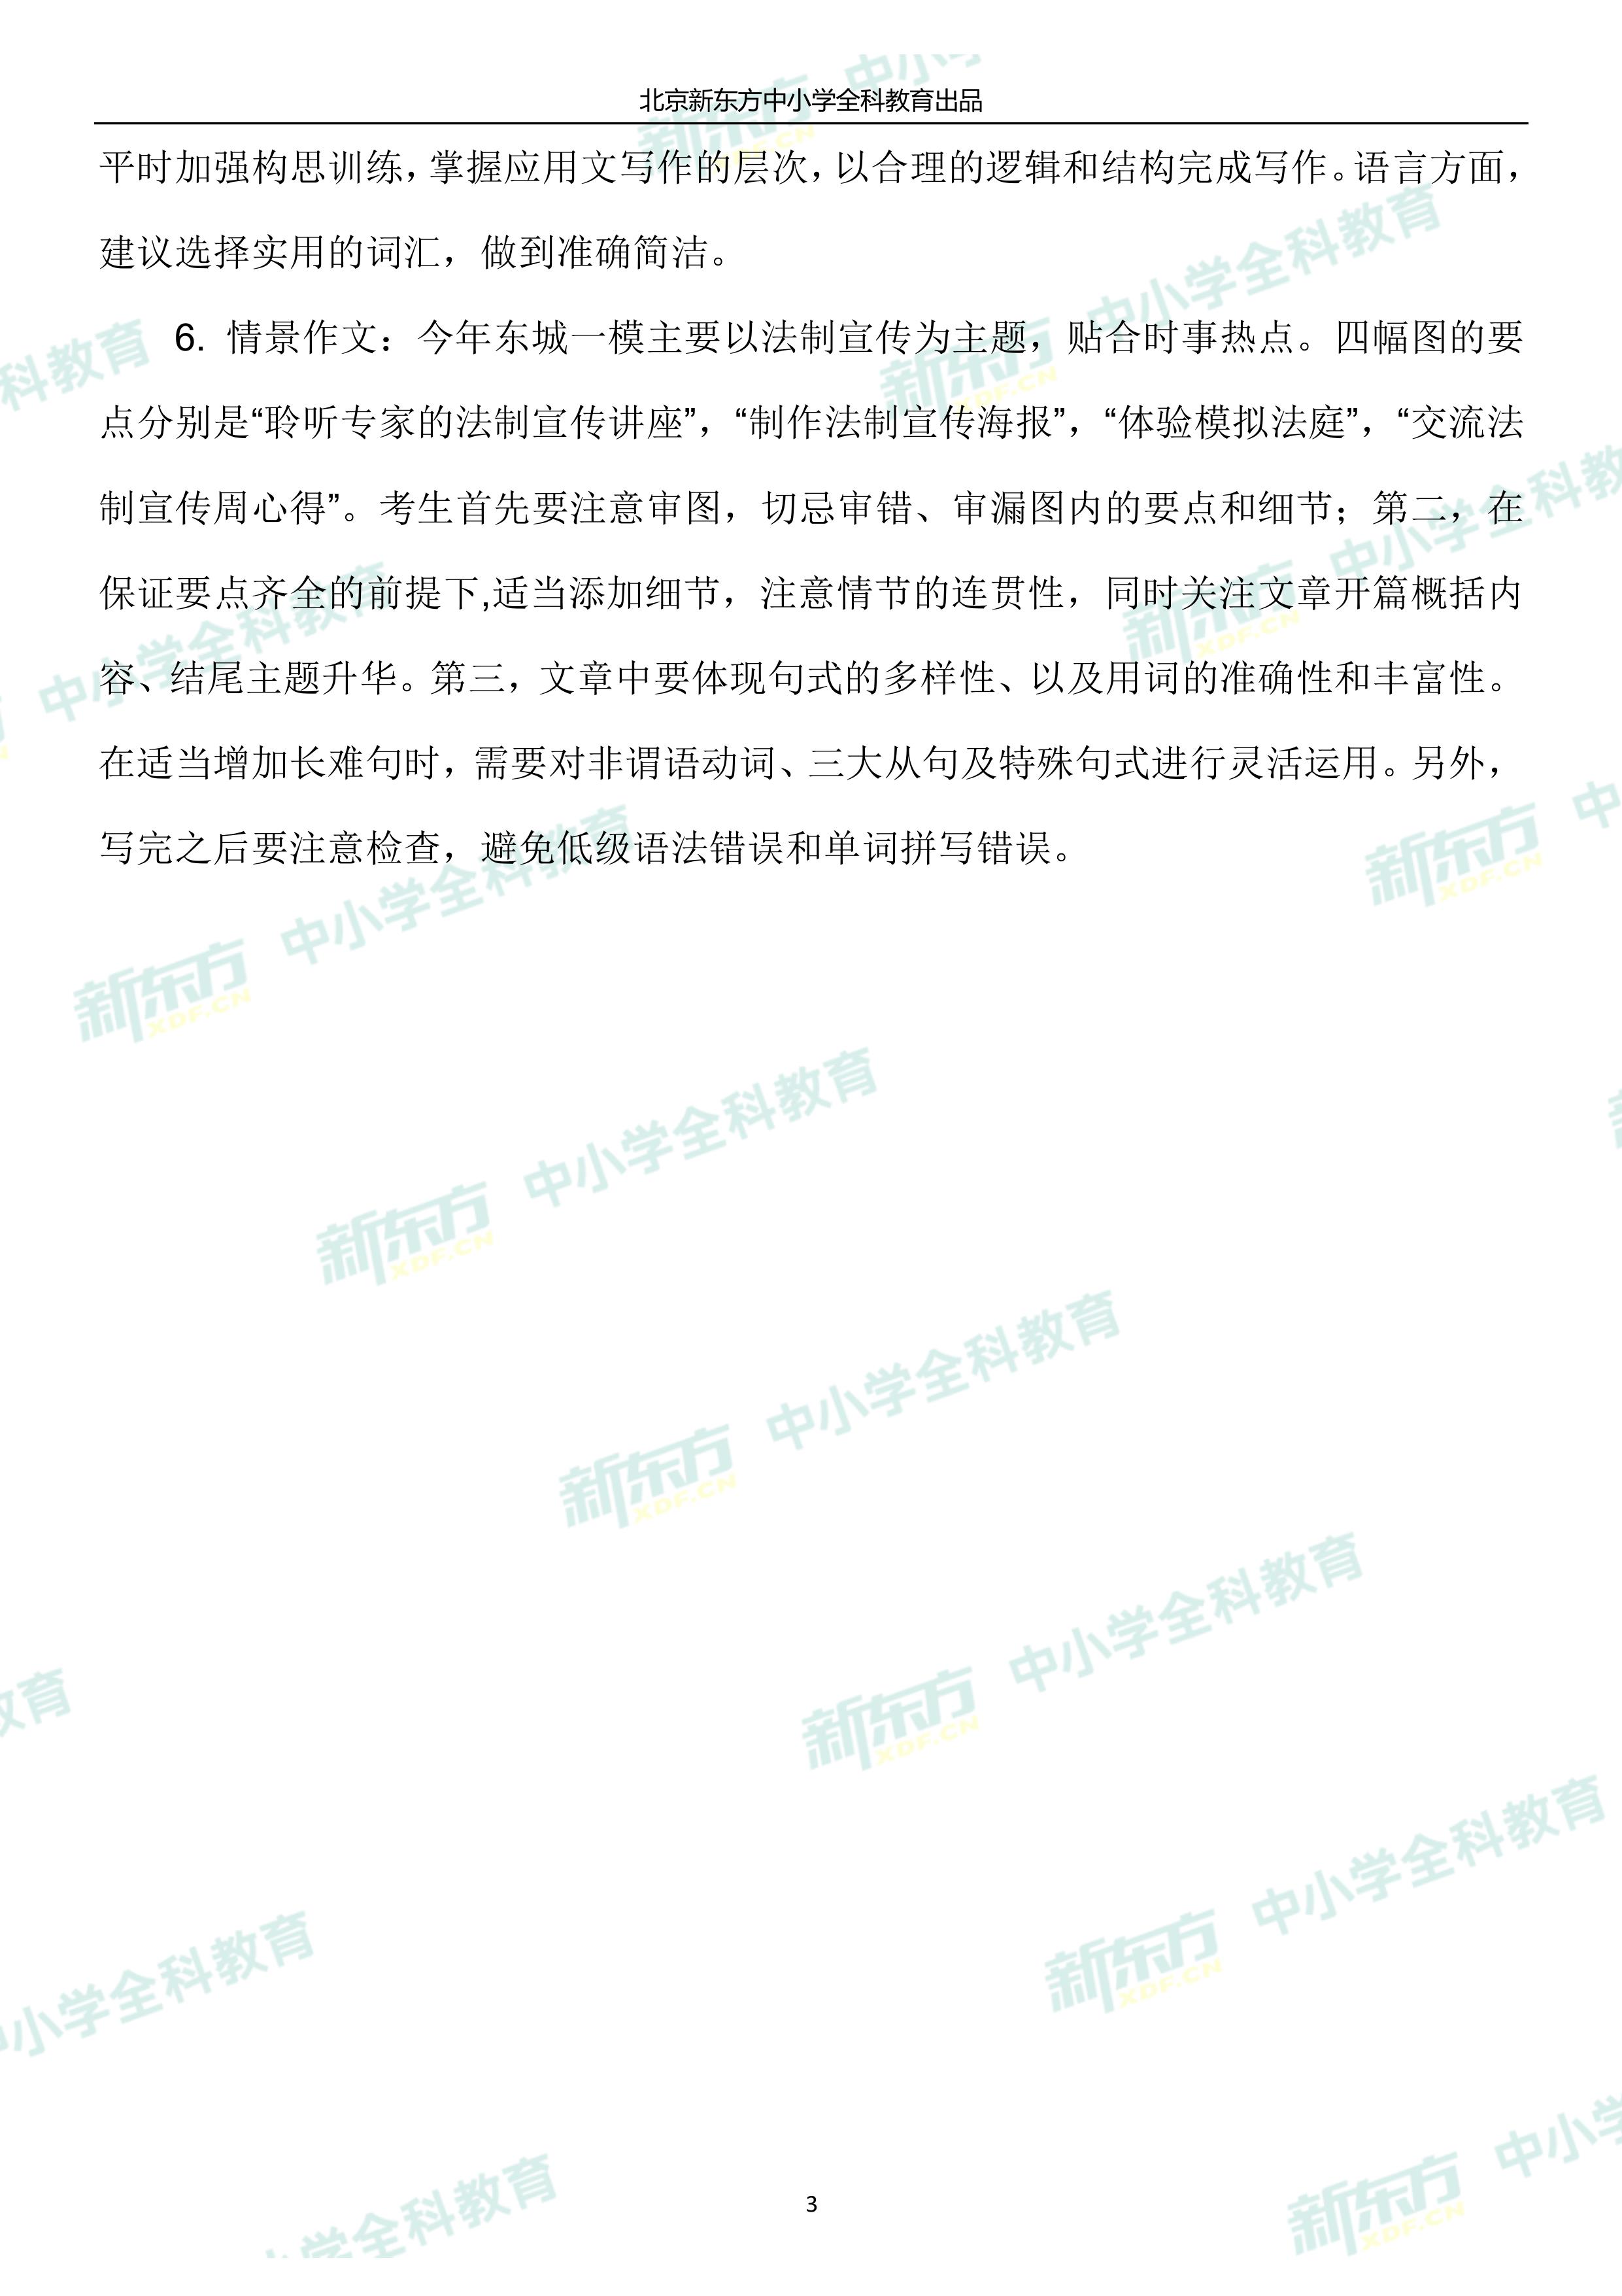 北京新东方中小学全科教育出品
平时加强构思训练，掌握应用文写作的层次，以合理的逻辑和结构完成写作。语言方面，
建议选择实用的词汇，做到准确简洁。
6. 情景作文：今年东城一模主要以法制宣传为主题，贴合时事热点。四幅图的要
点分别是“聆听专家的法制宣传讲座”，“制作法制宣传海报”，“体验模拟法庭”，“交流法
制宣传周心得”。考生首先要注意审图，切忌审错、审漏图内的要点和细节；第二，在
保证要点齐全的前提下,适当添加细节，注意情节的连贯性，同时关注文章开篇概括内
容、结尾主题升华。第三，文章中要体现句式的多样性、以及用词的准确性和丰富性。
在适当增加长难句时，需要对非谓语动词、三大从句及特殊句式进行灵活运用。另外，
写完之后要注意检查，避免低级语法错误和单词拼写错误。
新东方 XDF.CN 中小学全科教育
3